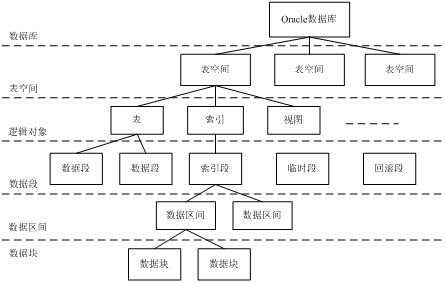 Oracle数据库
数据库
表空间 表空间 表空间
表空间
表 索引 视图
逻辑对象
数据段 数据段 索引段 临时段 回滚段
数据段
数据区间 数据区间
数据区间
数据块
数据块 数据块